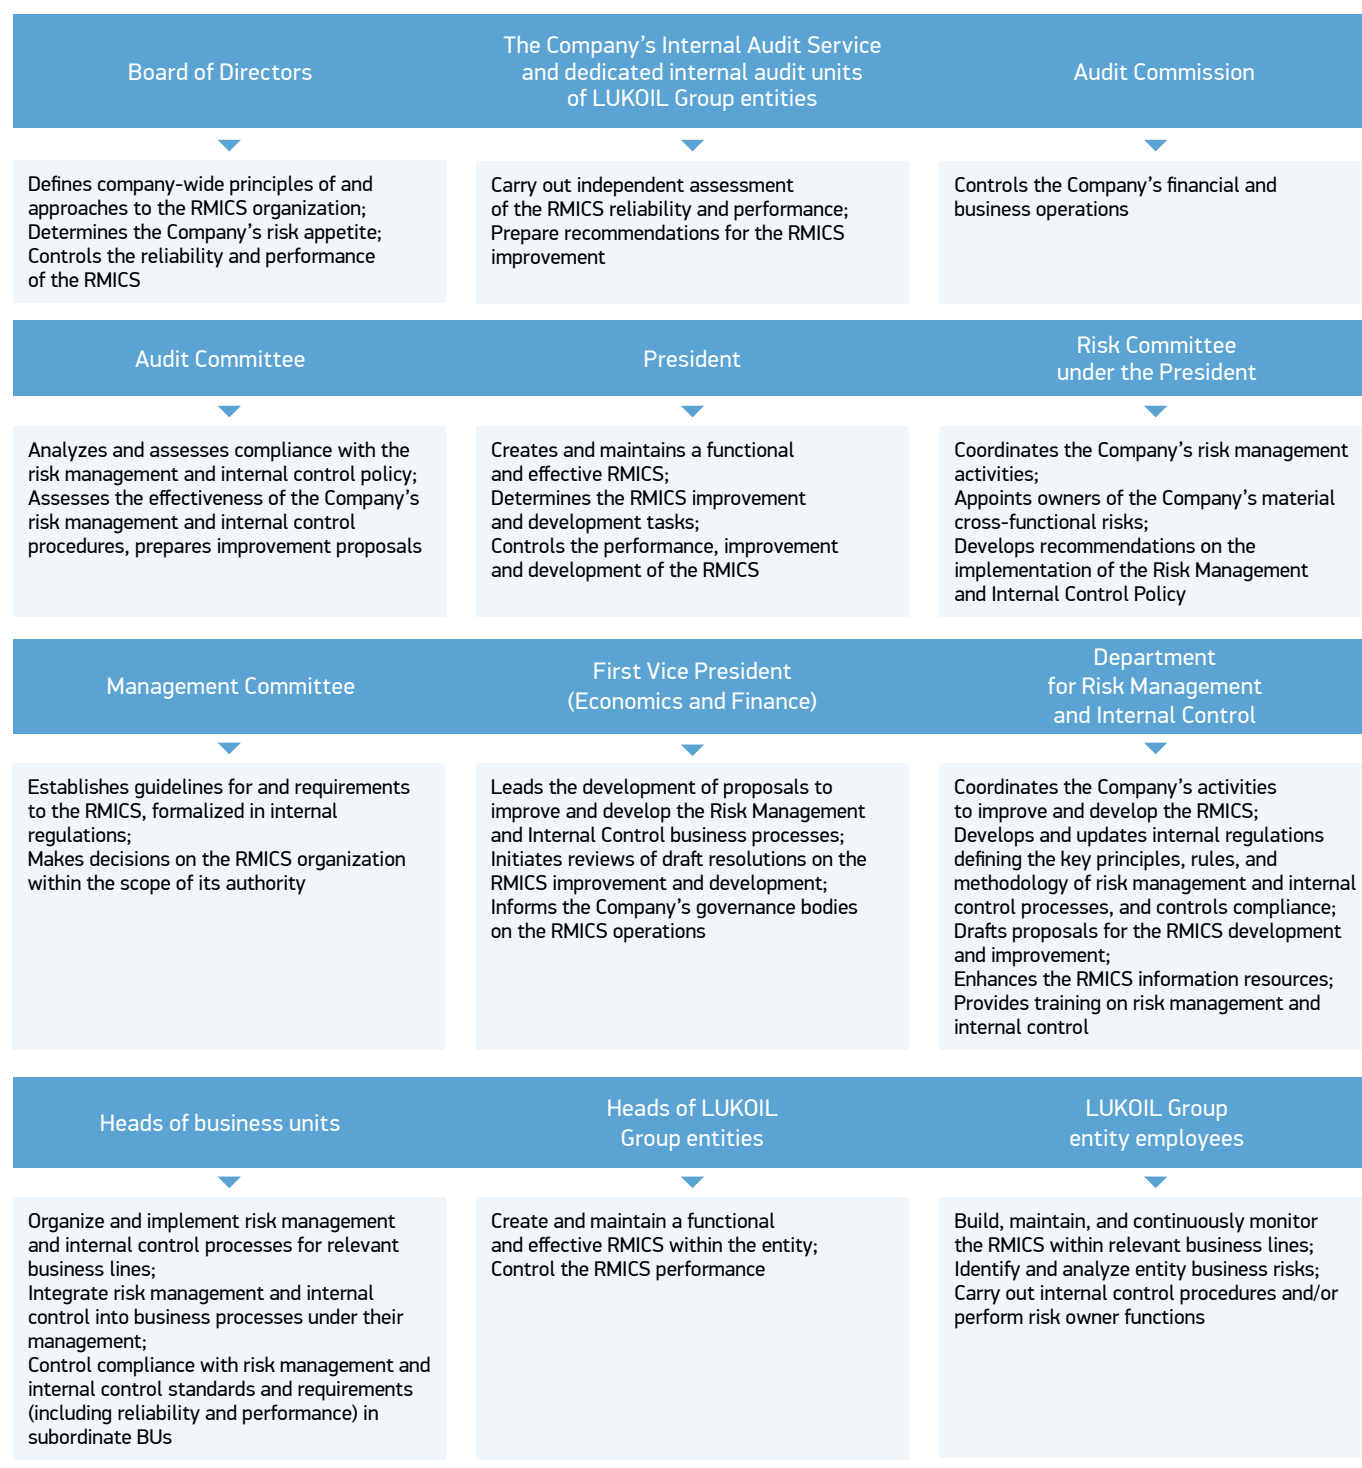 Board of Directors
The Company's Internal Audit Service
and dedicated internal audit units
of LUKOIL Group entities
Audit Commission
Defines company-wide principles of and
approaches to the RMICS organization;
Determines the Company's risk appetite;
Controls the reliability and performance
of the RMICS
Carry out independent assessment
of the RMICS reliability and performance;
Prepare recommendations for the RMICS
improvement
Controls the Company's financial and
business operations
Audit Committee
President
Risk Committee
under the President
Analyzes and assesses compliance with the
risk management and internal control policy;
Assesses the effectiveness of the Company's
risk management and internal control
procedures, prepares improvement proposals
Creates and maintains a functional
and effective RMICS;
Determines the RMICS improvement
and development tasks;
Controls the performance, improvement
and development of the RMICS
Coordinates the Company's risk management
activities;
Appoints owners of the Company's material
cross-functional risks;
Develops recommendations on the
implementation of the Risk Management
and Internal Control Policy
Management Committee
First Vice President
(Economics and Finance)
Department
for Risk Management
and Internal Control
Establishes guidelines for and requirements
to the RMICS, formalized in internal
regulations;
Makes decisions on the RMICS organization
within the scope of its authority
Leads the development of proposals to
improve and develop the Risk Management
and Internal Control business processes;
Initiates reviews of draft resolutions on the
RMICS improvement and development;
Informs the Company's governance bodies
on the RMICS operations
Coordinates the Company's activities
to improve and develop the RMICS;
Develops and updates internal regulations
defining the key principles, rules, and
methodology of risk management and internal
control processes, and controls compliance;
Drafts proposals for the RMICS development
and improvement;
Enhances the RMICS information resources;
Provides training on risk management and
internal control
Heads of business units
Heads of LUKOIL
Group entities
LUKOIL Group
entity employees
Organize and implement risk management
and internal control processes for relevant
business lines;
Integrate risk management and internal
control into business processes under their
management;
Control compliance with risk management and
internal control standards and requirements
(including reliability and performance) in
subordinate BUs
Create and maintain a functional
and effective RMICS within the entity;
Control the RMICS performance
Build, maintain, and continuously monitor
the RMICS within relevant business lines;
Identify and analyze entity business risks;
Carry out internal control procedures and/or
perform risk owner functions